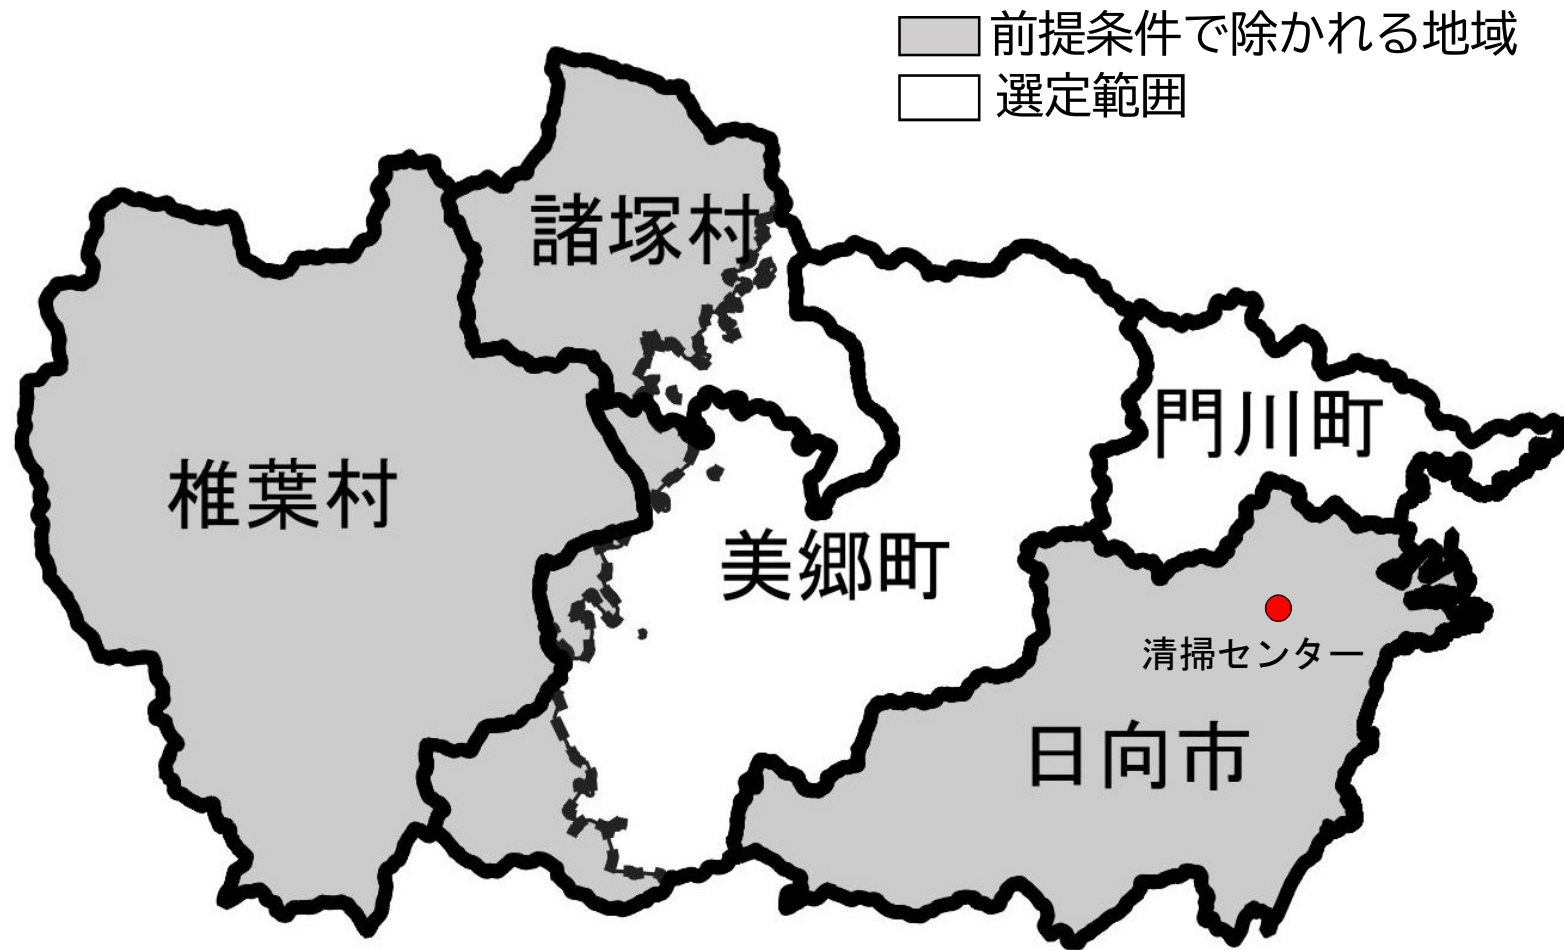 前提条件で除かれる地域
選定範囲
諸塚村
門川町
椎葉村
美郷町
清掃センター
日向市